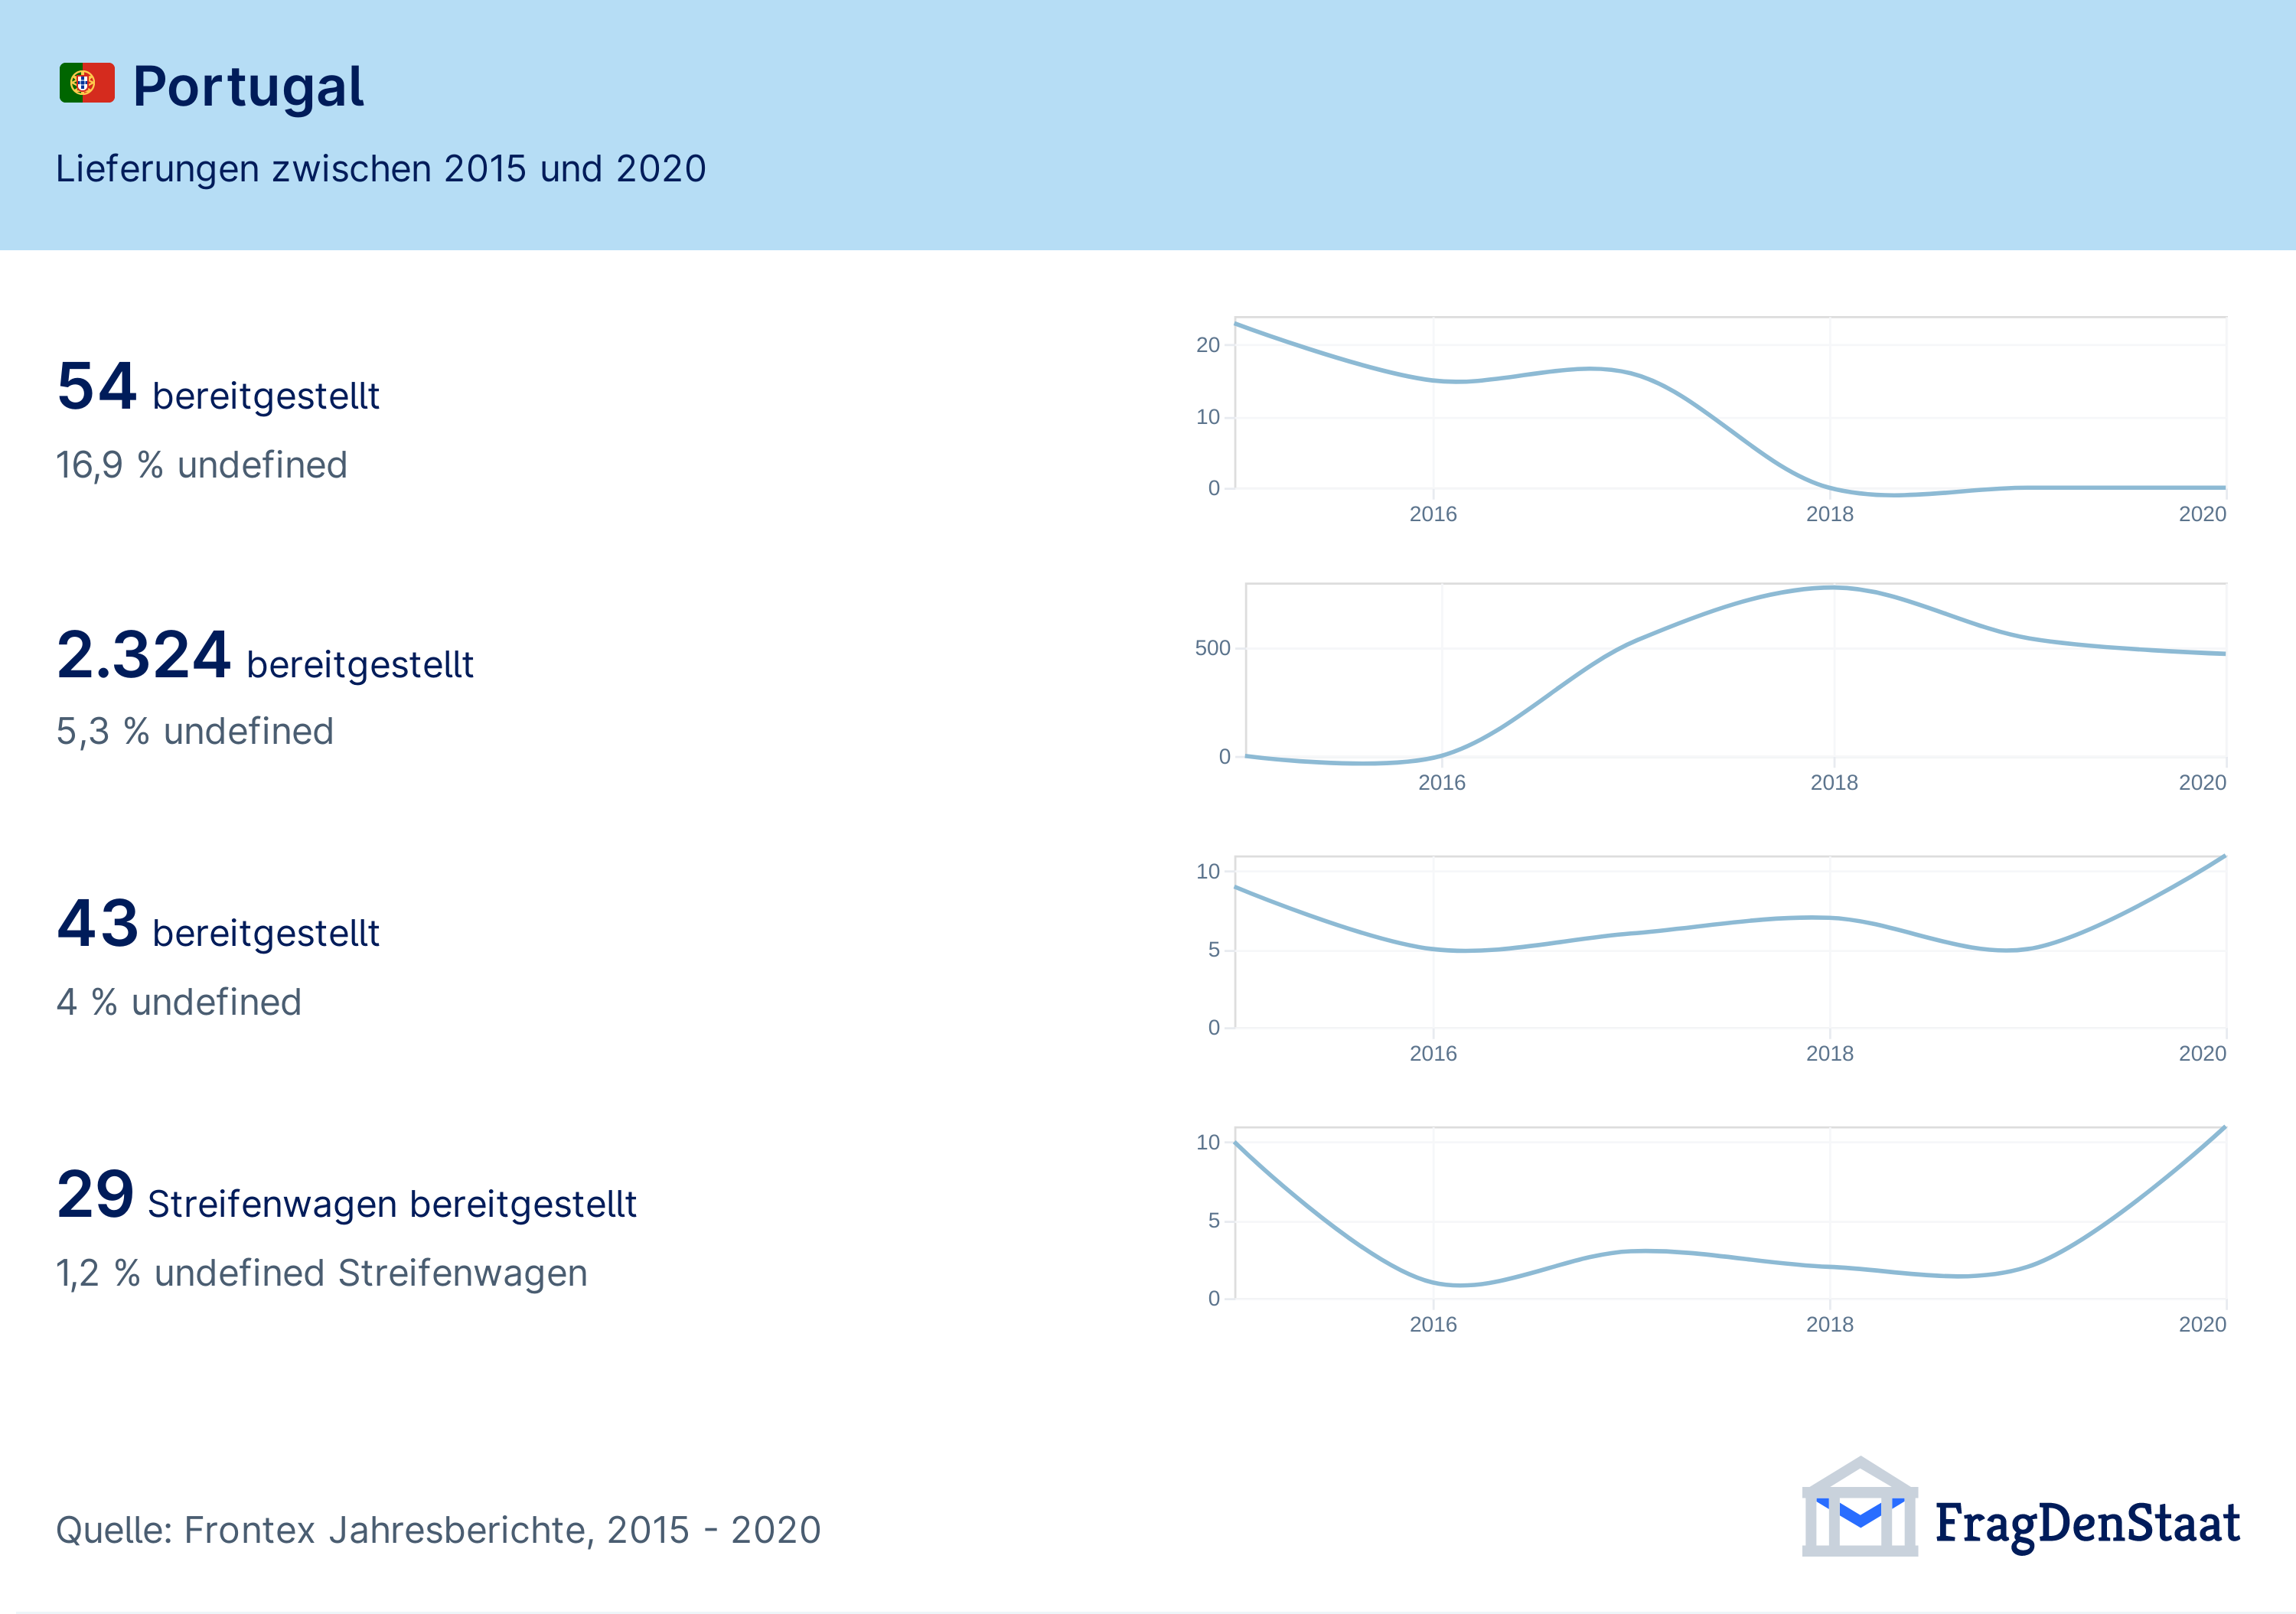 Portugal
Lieferungen zwischen 2015 und 2020
54 bereitgestellt
16,9 % undefined
20
10
0
2016 2018 2020
2.324 bereitgestellt
5,3 % undefined
500
0
2016 2018 2020
43 bereitgestellt
4 % undefined
10
5
0
2016 2018 2020
29 Streifenwagen bereitgestellt
1,2 % undefined Streifenwagen
10
5
0
2016 2018 2020
Quelle: Frontex Jahresberichte, 2015 - 2020
FragDenStaat